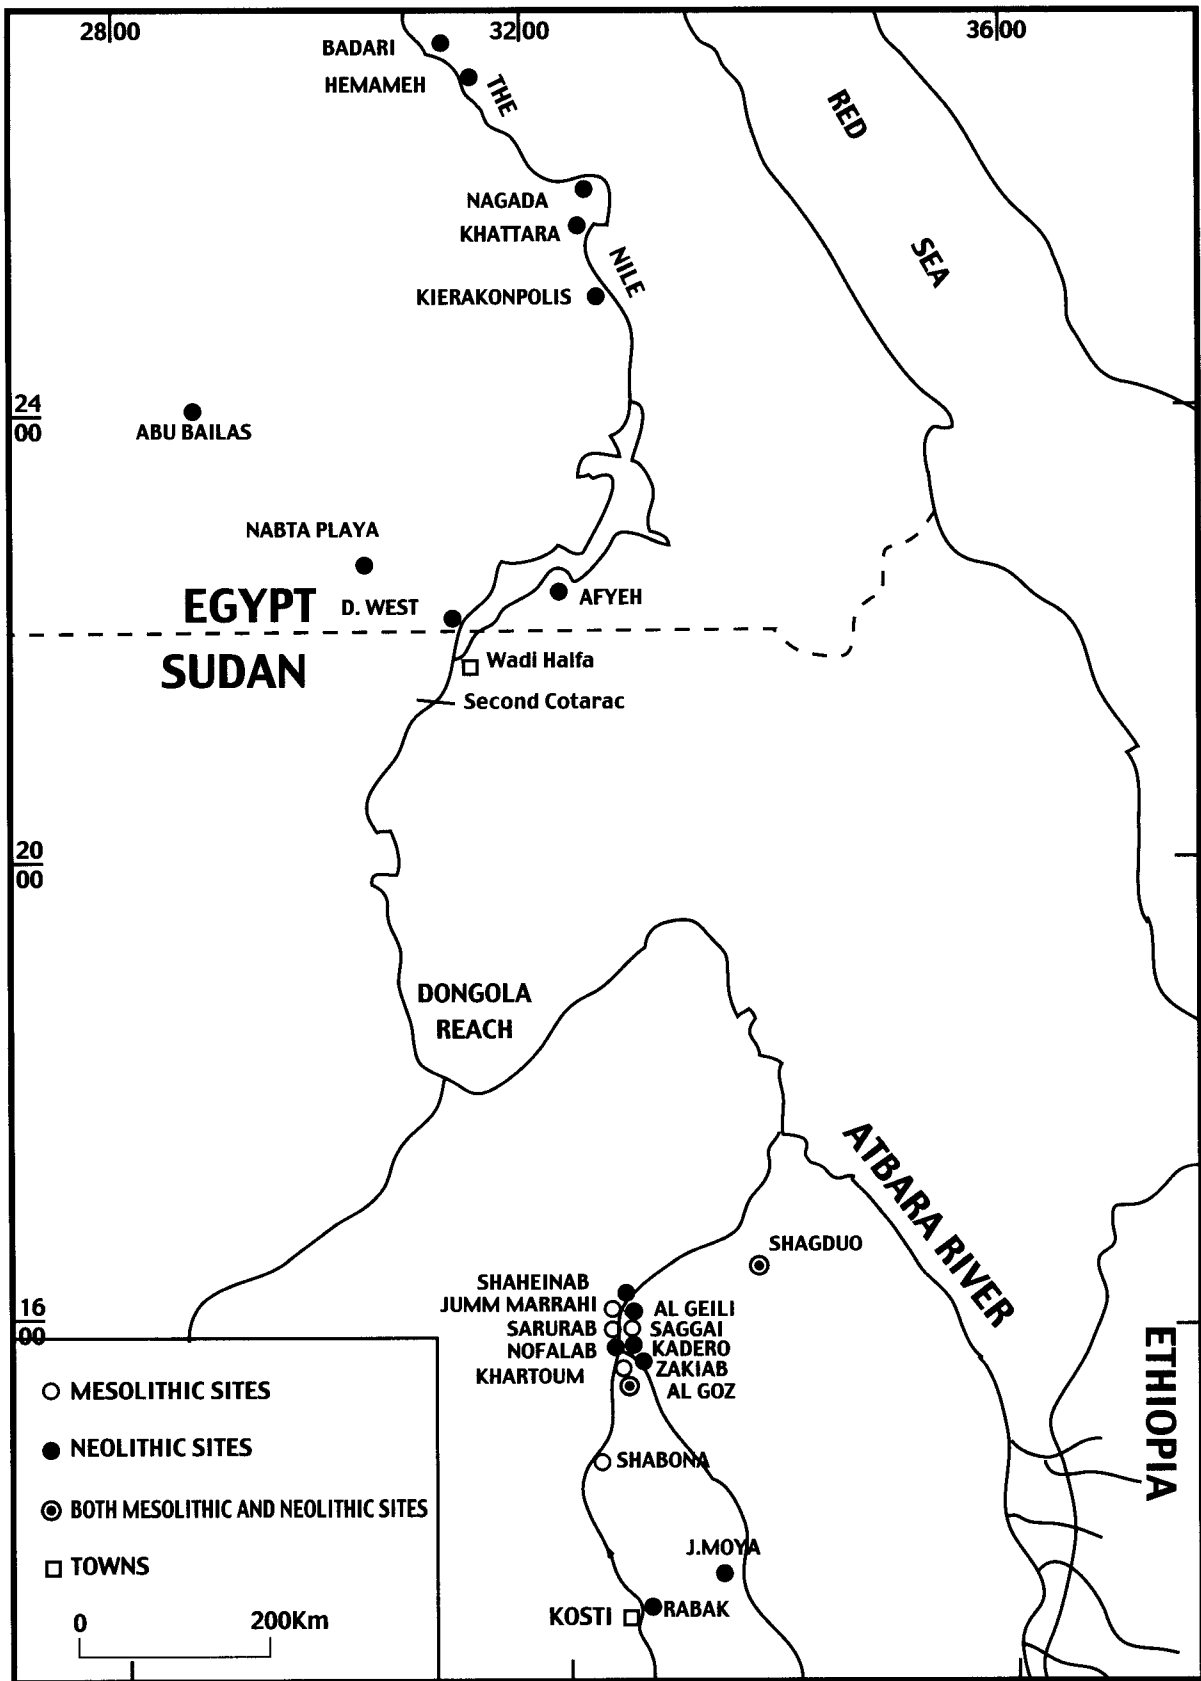 28 00
32 00
36 00
BADARI
HEMAMEH
THE
RED
NAGADA
KHATTARA
SEA
NILE
KIERAKONPOLIS
24
00
ABU BAILAS
NABTA PLAYA
EGYPT
D. WEST
AFYEH
SUDAN
Wadi Halfa
Second Cotarac
20
00
DONGOLA
REACH
ATBARA RIVER
SHAGDUO
SHAHEINAB
JUMM MARRAHI
AL GEILI
16
00
SARURAB
SAGGAI
NOFALAB
KADERO
KHARTOUM
ZAKIAB
AL GOZ
ETHIOPIA
MESOLITHIC SITES
NEOLITHIC SITES
SHABONA
BOTH MESOLITHIC AND NEOLITHIC SITES
J.MOYA
TOWNS
KOSTI
RABAK
0
200Km